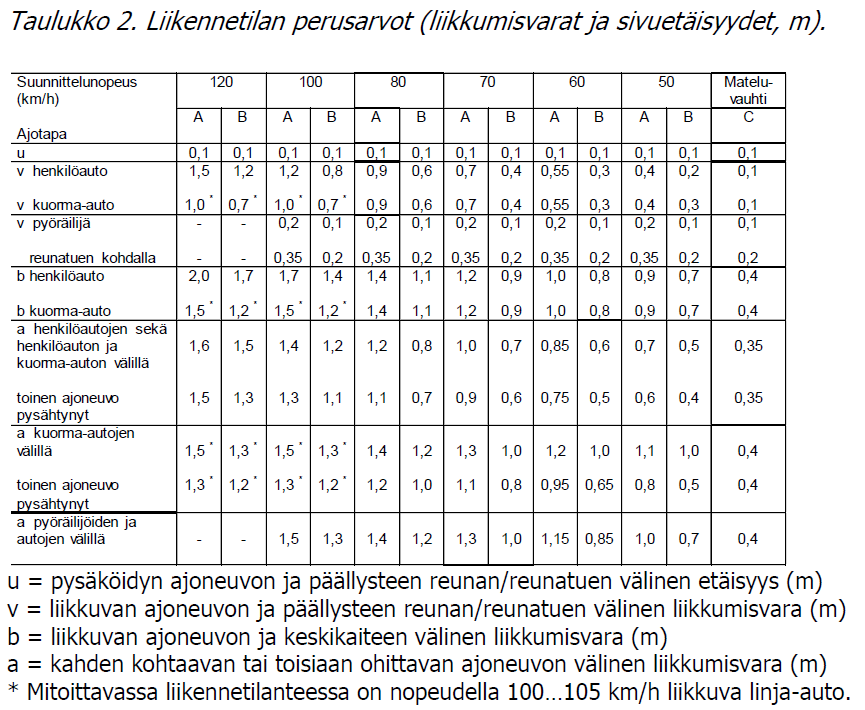 Taulukko 2. Liikennetilan perusarvot (liikkumisvarat ja sivuetäisyydet, m).
Suunnittelunopeus 120 100 80 70 60 50 Matelu-
(km/h) vauhti
A B A B A B A B A B A B C
Ajotapa
u 0,1 0,1 0,1 0,1 0,1 0,1 0,1 0,1 0,1 0,1 0,1 0,1 0,1
v henkilöauto 1,5 1,2 1,2 0,8 0,9 0,6 0,7 0,4 0,55 0,3 0,4 0,2 0,1
v kuorma-auto 1,0 * 0,7 * 1,0 * 0,7 * 0,9 0,6 0,7 0,4 0,55 0,3 0,4 0,3 0,1
v pyöräilijä - - 0,2 0,1 0,2 0,1 0,2 0,1 0,2 0,1 0,2 0,1 0,1
reunatuen kohdalla - - 0,35 0,2 0,35 0,2 0,35 0,2 0,35 0,2 0,35 0,2 0,2
b henkilöauto 2,0 1,7 1,7 1,4 1,4 1,1 1,2 0,9 1,0 0,8 0,9 0,7 0,4
b kuorma-auto 1,5 * 1,2 * 1,5 * 1,2 * 1,4 1,1 1,2 0,9 1,0 0,8 0,9 0,7 0,4
a henkilöautojen sekä
henkilöauton ja 1,6 1,5 1,4 1,2 1,2 0,8 1,0 0,7 0,85 0,6 0,7 0,5 0,35
kuorma-auton välillä
toinen ajoneuvo 1,5 1,3 1,3 1,1 1,1 0,7 0,9 0,6 0,75 0,5 0,6 0,4 0,35
pysähtynyt
a kuorma-autojen
välillä 1,5 * 1,3 * 1,5 * 1,3 * 1,4 1,2 1,3 1,0 1,2 1,0 1,1 1,0 0,4
toinen ajoneuvo 1,3 * 1,2 * 1,3 * 1,2 * 1,2 1,0 1,1 0,8 0,95 0,65 0,8 0,5 0,4
pysähtynyt
a pyöräilijöiden ja
autojen välillä - - 1,5 1,3 1,4 1,2 1,3 1,0 1,15 0,85 1,0 0,7 0,4
u = pysäköidyn ajoneuvon ja päällysteen reunan/reunatuen välinen etäisyys (m)
v = liikkuvan ajoneuvon ja päällysteen reunan/reunatuen välinen liikkumisvara (m)
b = liikkuvan ajoneuvon ja keskikaiteen välinen liikkumisvara (m)
a = kahden kohtaavan tai toisiaan ohittavan ajoneuvon välinen liikkumisvara (m)
* Mitoittavassa liikennetilanteessa on nopeudella 100…105 km/h liikkuva linja-auto.